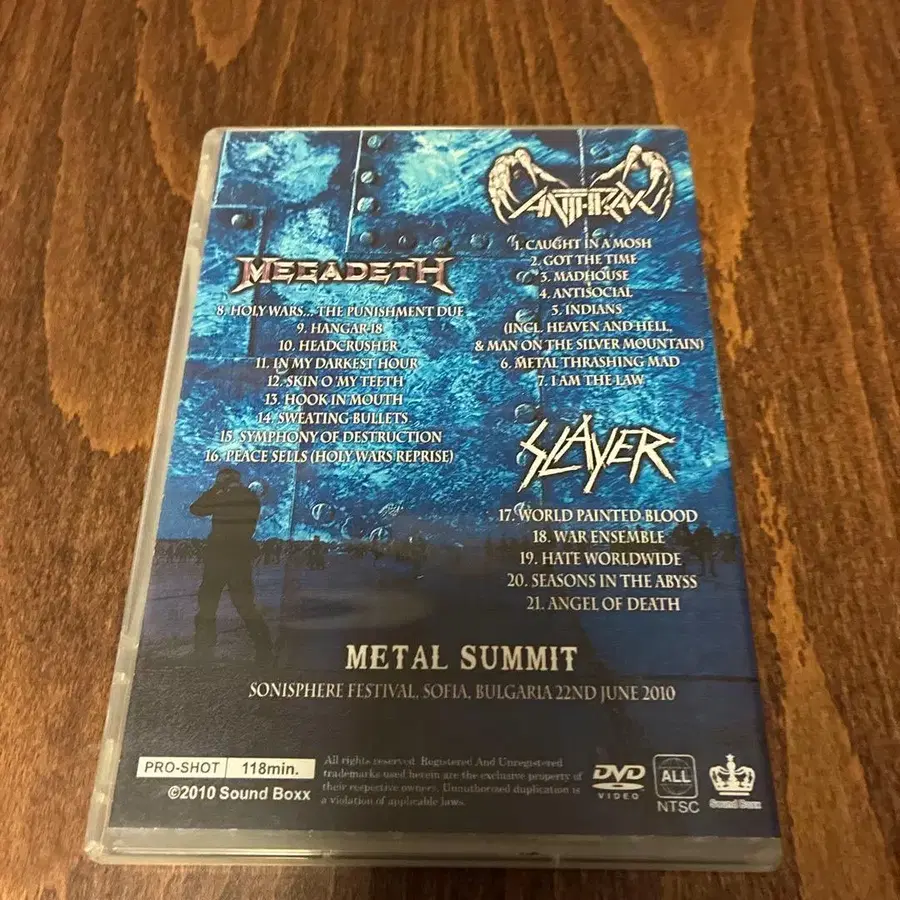 ANTHRAX
1. CAUGHT IN A MOSH
2. GOT THE TIME
3. MADHOUSE
4. ANTISOCIAL
5. INDIANS
(INCL. HEAVEN AND HELL,
& MAN ON THE SILVER MOUNTAIN)
6. METAL THRASHING MAD
7. I AM THE LAW
MEGADETH
8. HOLY WARS... THE PUNISHMENT DUE
9. HANGAR 18
10. HEADCRUSHER
11. IN MY DARKEST HOUR
12. SKIN O 'MY TEETH
13. HOOK IN MOUTH
14. SWEATING BULLETS
15. SYMPHONY OF DESTRUCTION
16. PEACE SELLS (HOLY WARS REPRISE)
SLAYER
17. WORLD PAINTED BLOOD
18. WAR ENSEMBLE
19. HATE WORLDWIDE
20. SEASONS IN THE ABYSS
21. ANGEL OF DEATH
METAL SUMMIT
SONISPHERE FESTIVAL, SOFIA, BULGARIA 22ND JUNE 2010
PRO-SHOT 118min.
©2010 Sound Boxx
All rights reserved. Registered And Unregistered
trademarks used herein are the exclusive property of
their respective owners. Unauthorized duplication is
a violation of applicable laws.
DVD
VIDEO
ALL
NTSC
Sound Boxx